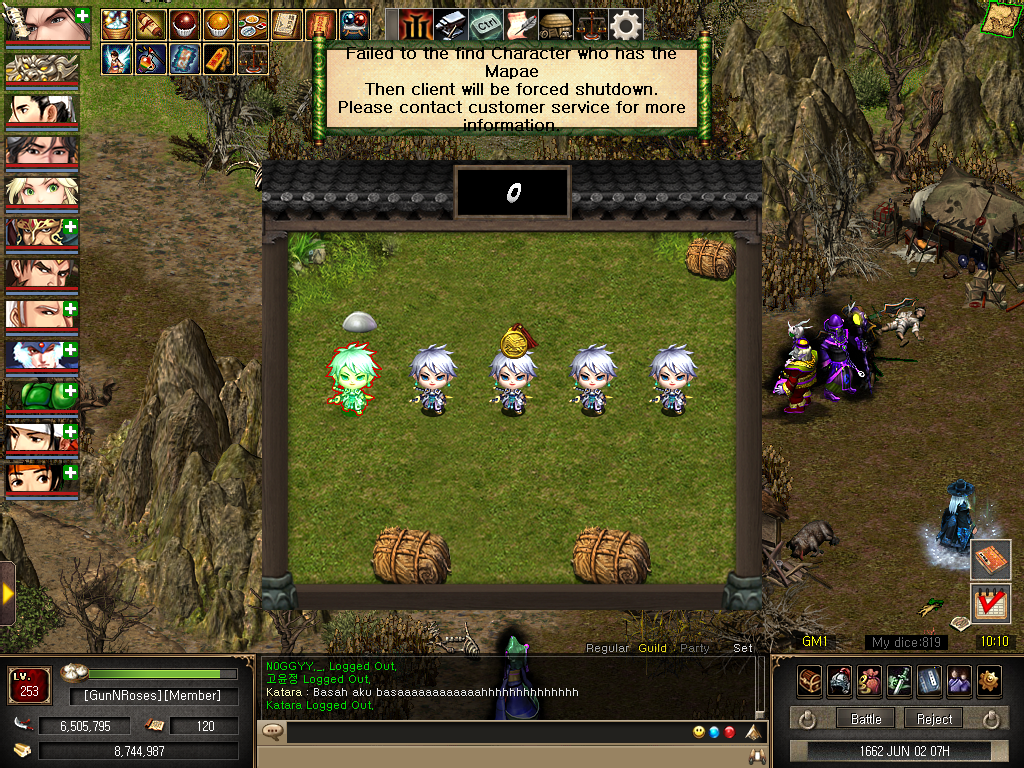 Ctrl
Failed to the find Character who has the
Mapae
Then client will be forced shutdown.
Please contact customer service for more
information.
0
Regular Guild Party Set
GM1
My dice:819
10:10
LV.
253
[GunNRoses][Member]
6,505,795
120
8,744,987
N0GGYY._. Logged Out.
고윤정 Logged Out.
Katara : Basah aku basaaaaaaaaaaaahhhhhhhhhhhhhh
Katara Logged Out.
Battle
Reject
1662 JUN 02 07H